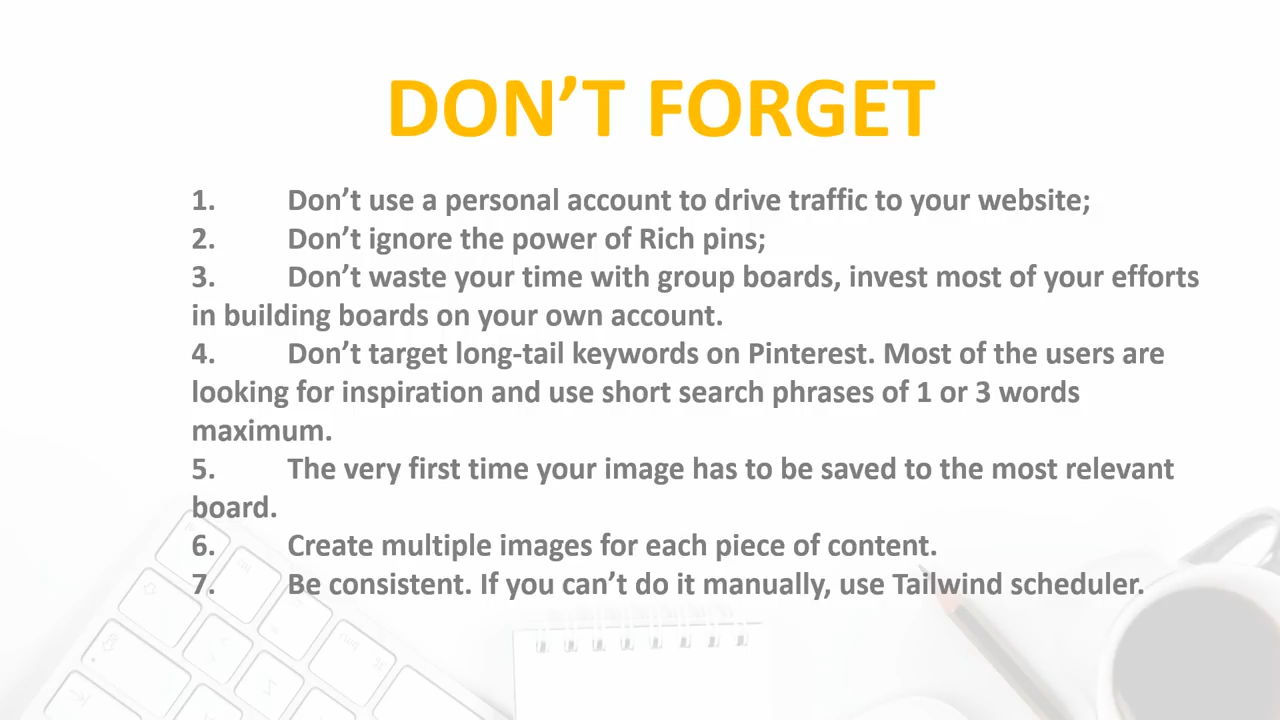 DON’T FORGET
1. Don’t use a personal account to drive traffic to your website;
2. Don’t ignore the power of Rich pins;
3. Don’t waste your time with group boards, invest most of your efforts
in building boards on your own account.
4. Don’t target long-tail keywords on Pinterest. Most of the users are
looking for inspiration and use short search phrases of 1 or 3 words
maximum.
5. The very first time your image has to be saved to the most relevant
board.
6. Create multiple images for each piece of content.
7. Be consistent. If you can’t do it manually, use Tailwind scheduler.